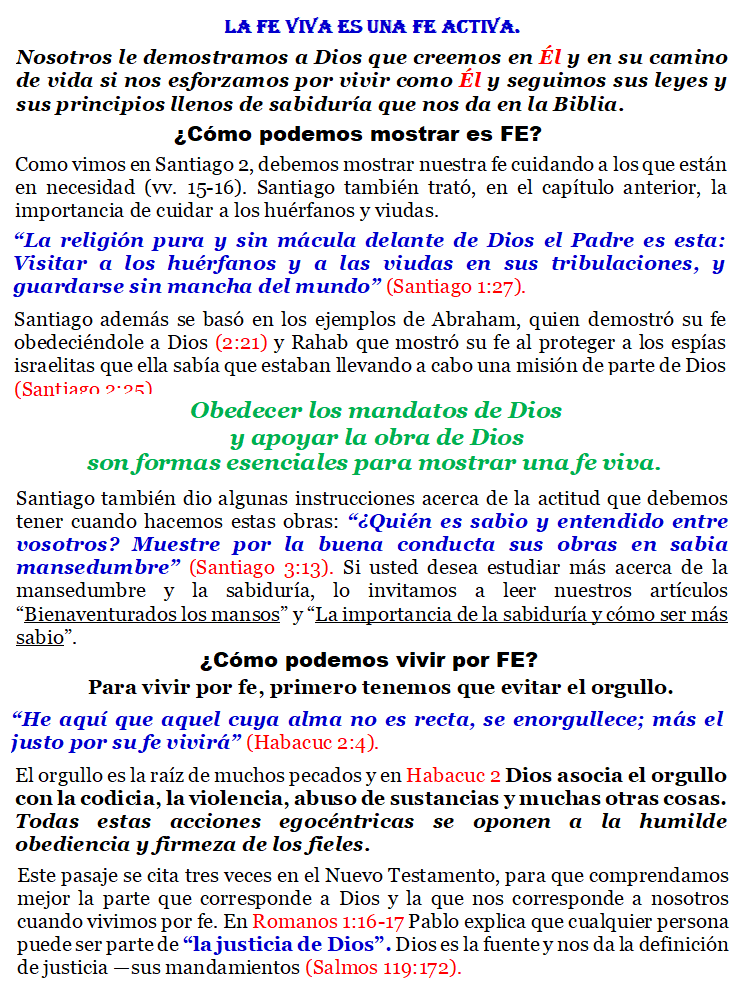 LA FE VIVA ES UNA FE ACTIVA.
Nosotros le demostramos a Dios que creemos en Él y en su camino
de vida si nos esforzamos por vivir como Él y seguimos sus leyes y
sus principios llenos de sabiduría que nos da en la Biblia.
¿Cómo podemos mostrar es FE?
Como vimos en Santiago 2, debemos mostrar nuestra fe cuidando a los que están
en necesidad (vv. 15-16). Santiago también trató, en el capítulo anterior, la
importancia de cuidar a los huérfanos y viudas.
“La religión pura y sin mácula delante de Dios el Padre es esta:
Visitar a los huérfanos y a las viudas en sus tribulaciones, y
guardarse sin mancha del mundo” (Santiago 1:27).
Santiago además se basó en los ejemplos de Abraham, quien demostró su fe
obedeciéndole a Dios (2:21) y Rahab que mostró su fe al proteger a los espías
israelitas que ella sabía que estaban llevando a cabo una misión de parte de Dios
(Santiago 2:25)
Obedecer los mandatos de Dios
y apoyar la obra de Dios
son formas esenciales para mostrar una fe viva.
Santiago también dio algunas instrucciones acerca de la actitud que debemos
tener cuando hacemos estas obras: “¿Quién es sabio y entendido entre
vosotros? Muestre por la buena conducta sus obras en sabia
mansedumbre” (Santiago 3:13). Si usted desea estudiar más acerca de la
mansedumbre y la sabiduría, lo invitamos a leer nuestros artículos
“Bienaventurados los mansos” y “La importancia de la sabiduría y cómo ser más
sabio”.
¿Cómo podemos vivir por FE?
Para vivir por fe, primero tenemos que evitar el orgullo.
“He aquí que aquel cuya alma no es recta, se enorgullece; más el
justo por su fe vivirá” (Habacuc 2:4).
El orgullo es la raíz de muchos pecados y en Habacuc 2 Dios asocia el orgullo
con la codicia, la violencia, abuso de sustancias y muchas otras cosas.
Todas estas acciones egocéntricas se oponen a la humilde
obediencia y firmeza de los fieles.
Este pasaje se cita tres veces en el Nuevo Testamento, para que comprendamos
mejor la parte que corresponde a Dios y la que nos corresponde a nosotros
cuando vivimos por fe. En Romanos 1:16-17 Pablo explica que cualquier persona
puede ser parte de “la justicia de Dios”. Dios es la fuente y nos da la definición
de justicia —sus mandamientos (Salmos 119:172).